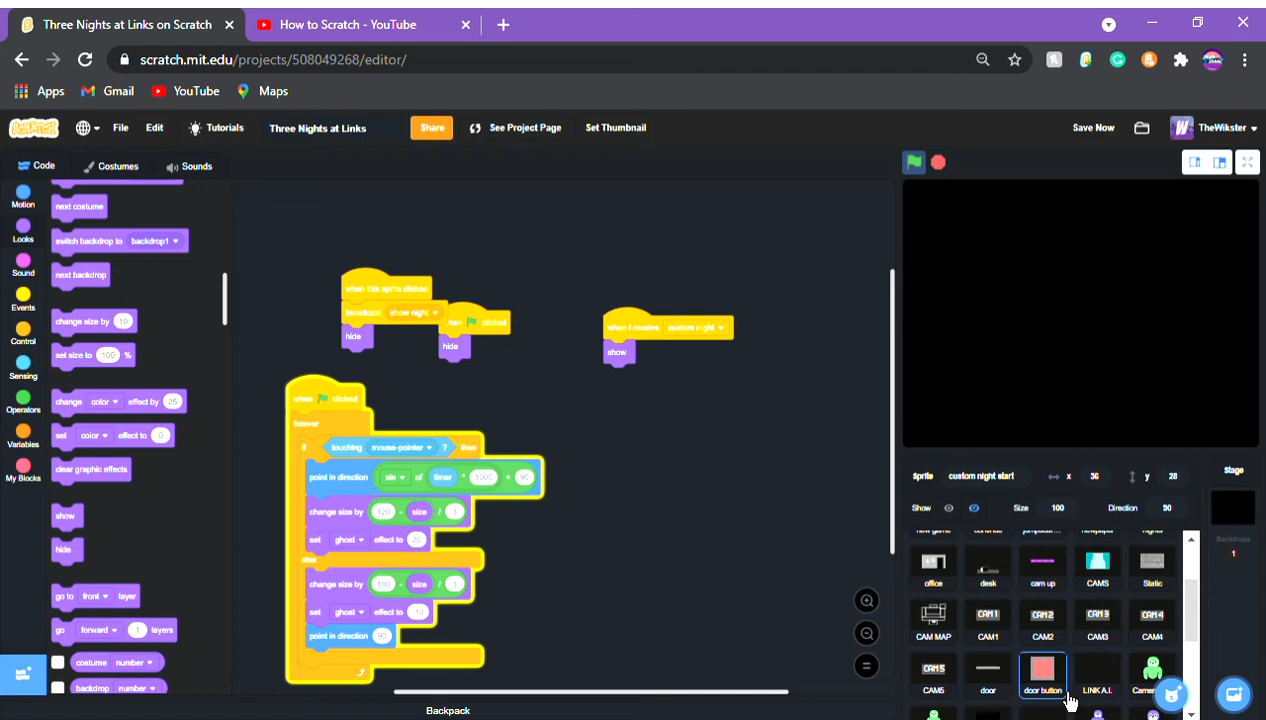 Three Nights at Links on Scratch
How to Scratch - YouTube
scratch.mit.edu/projects/508049268/editor/
Apps
Gmail
YouTube
Maps
SCRATCH
File
Edit
Tutorials
Three Nights at Links
Share
See Project Page
Set Thumbnail
Save Now
TheWikster
Code
Costumes
Sounds
Motion
Looks
Sound
Events
Control
Sensing
Operators
Variables
My Blocks
next costume
switch backdrop to backdrop1
next backdrop
change size by 10
set size to 100 %
change color effect by 25
set color effect to 0
clear graphic effects
show
hide
go to front layer
go forward 1 layers
costume number
backdrop number
when this sprite clicked
broadcast show night
hide
clicked
hide
when I receive custom night
show
when clicked
forever
if touching mouse-pointer ? then
point in direction sin of timer * 1000 + 90
change size by 120 - size / 3
set ghost effect to 20
else
change size by 100 - size / 3
set ghost effect to 10
point in direction 90
Backpack
sprite custom night start x 36 y 28
Show Size 100 Direction 90
Stage
Backdrops
1
office
desk
cam up
CAMS
Static
CAM1
CAM2
CAM3
CAM4
CAM MAP
CAM1
CAM2
CAM3
CAM4
CAM5
CAM5
door
door button
LINK A.I.